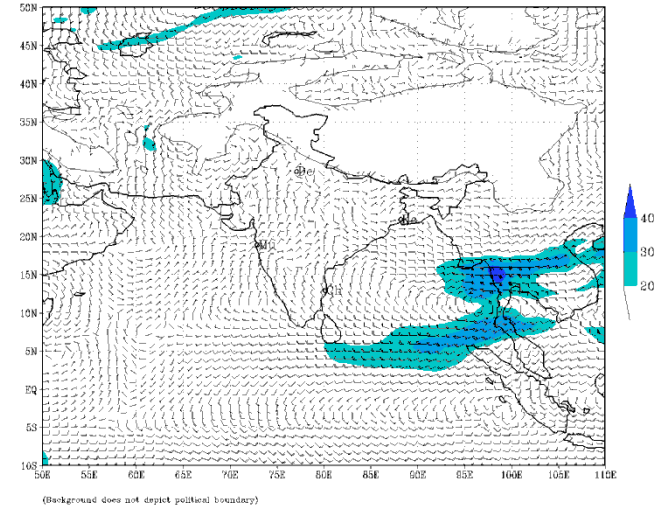 50N
45N
40N
35N
30N
25N
20N
15N
10N
5N
EQ
5S
10S
50E 55E 60E 65E 70E 75E 80E 85E 90E 95E 100E 105E 110E
De
40
30
20
(Background does not depict political boundary)